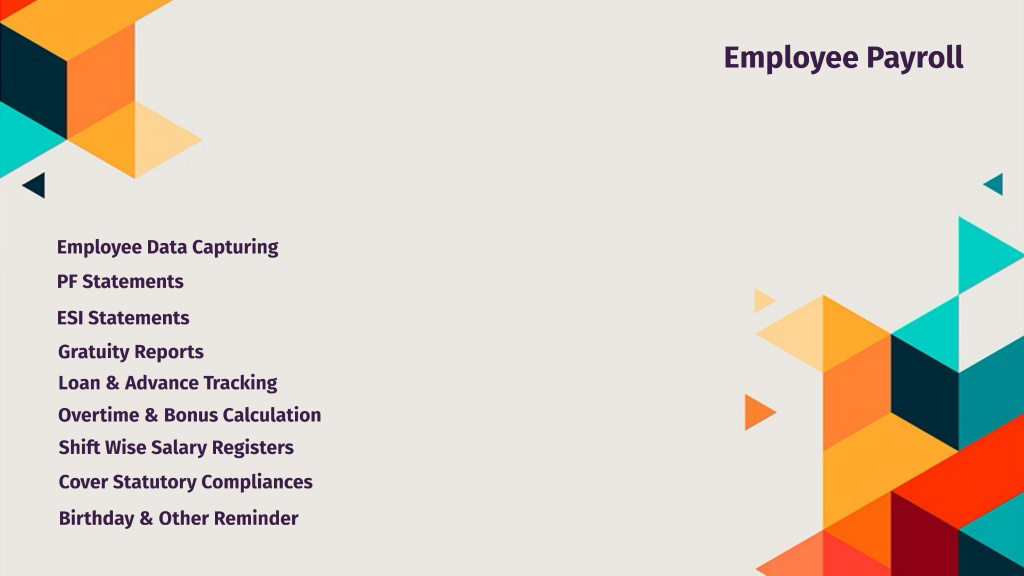 Employee Payroll
Employee Data Capturing
PF Statements
ESI Statements
Gratuity Reports
Loan & Advance Tracking
Overtime & Bonus Calculation
Shift Wise Salary Registers
Cover Statutory Compliances
Birthday & Other Reminder